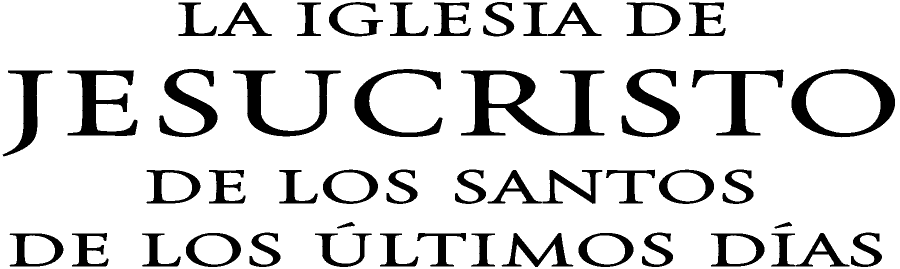 LA IGLESIA DE
JESUCRISTO
DE LOS SANTOS
DE LOS ÚLTIMOS DÍAS